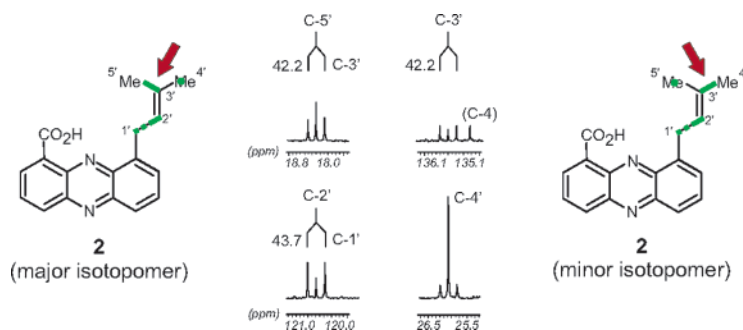 5' Me Me 4'
3'
1' 2'
CO₂H
N
N
2
(major isotopomer)
C-5'
42.2 C-3'
(ppm) 18.8 18.0
C-3'
42.2
(C-4)
136.1 135.1
C-2'
43.7 C-1'
(ppm) 121.0 120.0
C-4'
26.5 25.5
5' Me Me 4'
3'
1' 2'
CO₂H
N
N
2
(minor isotopomer)